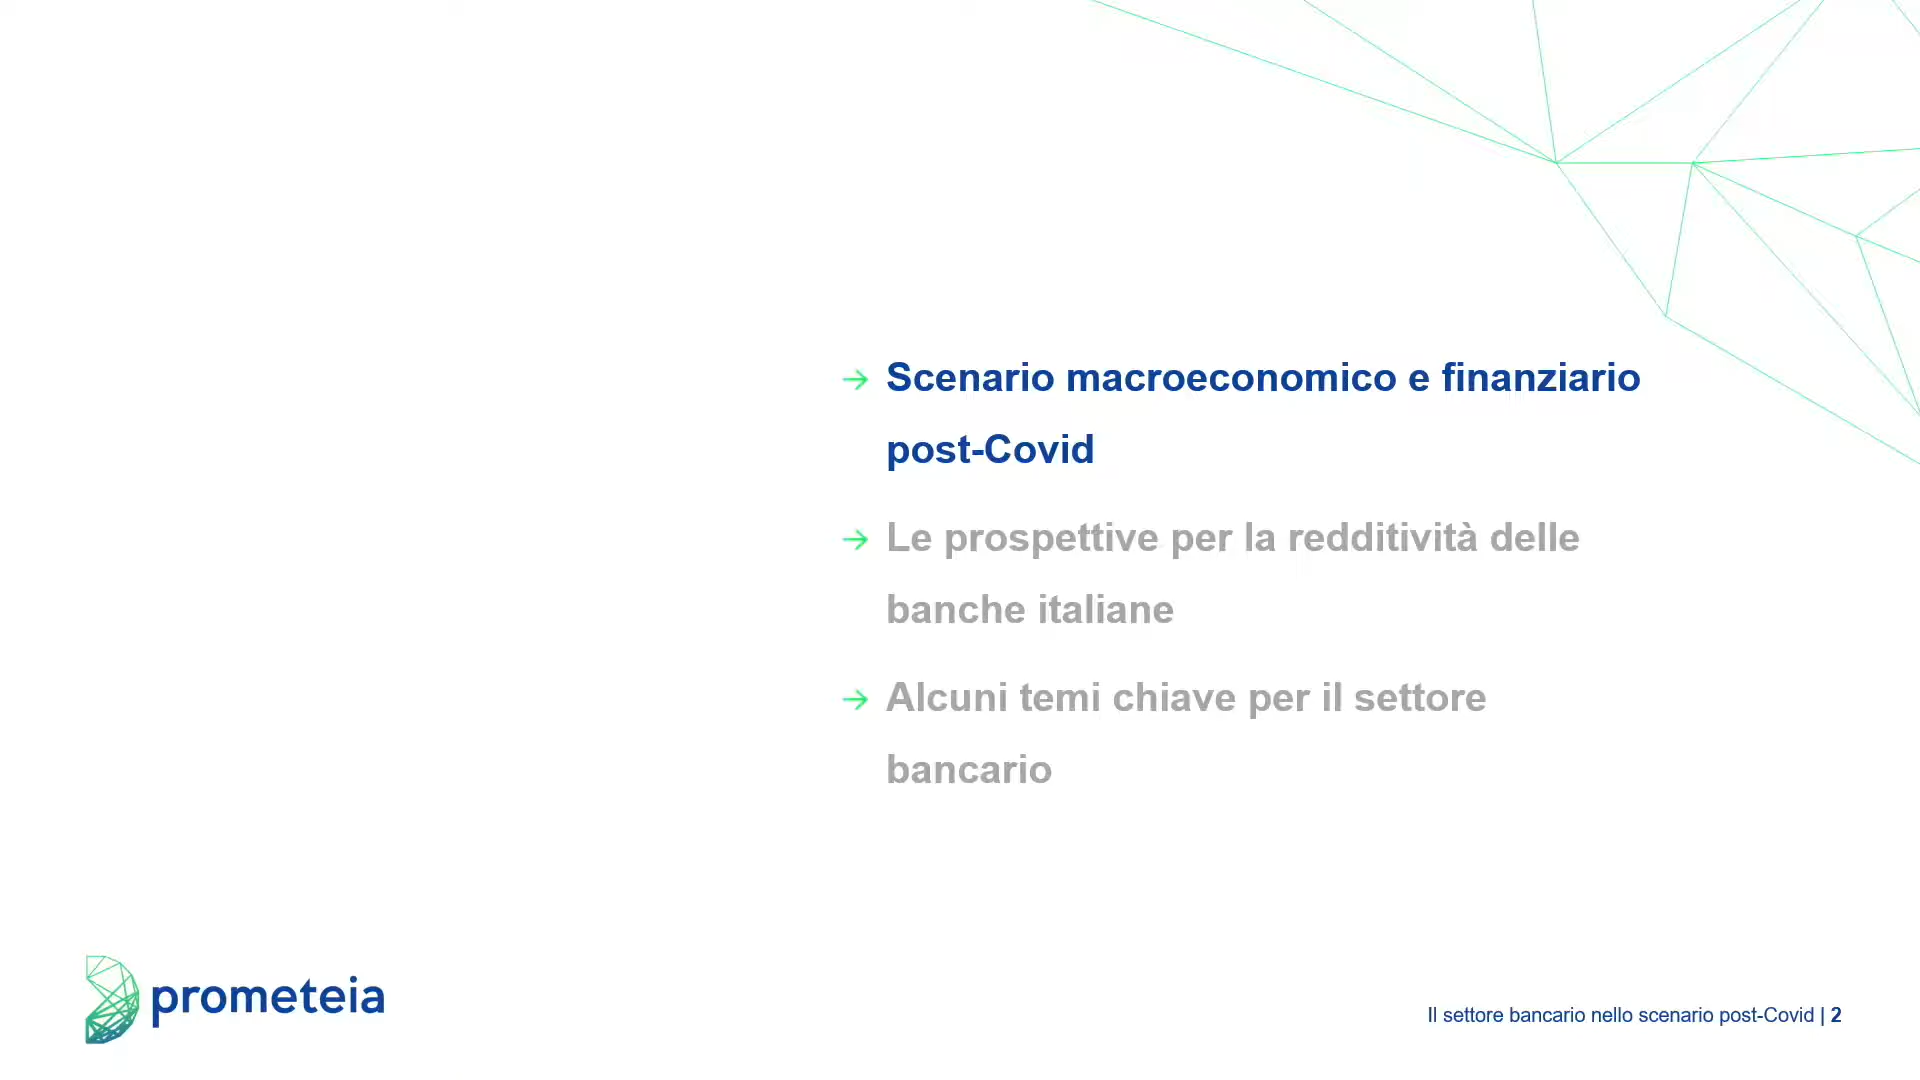 → Scenario macroeconomico e finanziario
post-Covid
→ Le prospettive per la redditività delle
banche italiane
→ Alcuni temi chiave per il settore
bancario
prometeia
Il settore bancario nello scenario post-Covid | 2